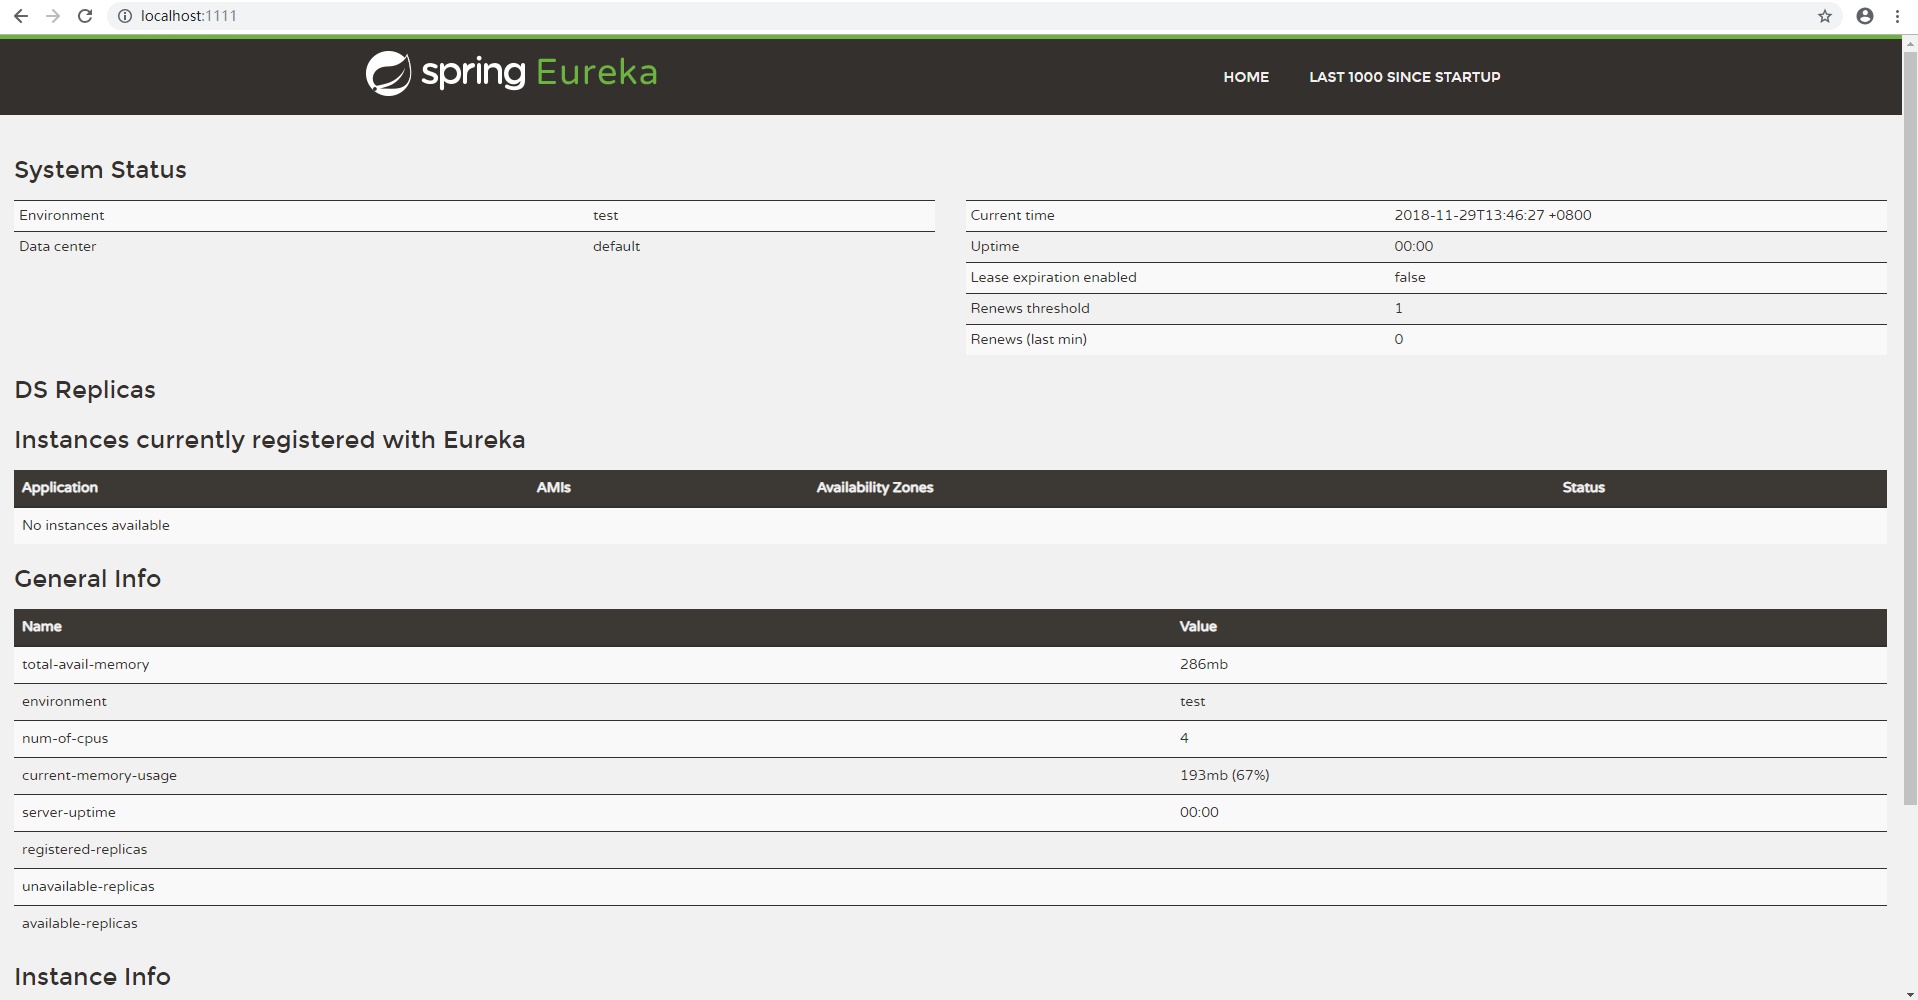 localhost:1111
spring Eureka
HOME LAST 1000 SINCE STARTUP
System Status
Environment test
Data center default
Current time 2018-11-29T13:46:27 +0800
Uptime 00:00
Lease expiration enabled false
Renews threshold 1
Renews (last min) 0
DS Replicas
Instances currently registered with Eureka
Application AMIs Availability Zones Status
No instances available
General Info
Name Value
total-avail-memory 286mb
environment test
num-of-cpus 4
current-memory-usage 193mb (67%)
server-uptime 00:00
registered-replicas
unavailable-replicas
available-replicas
Instance Info